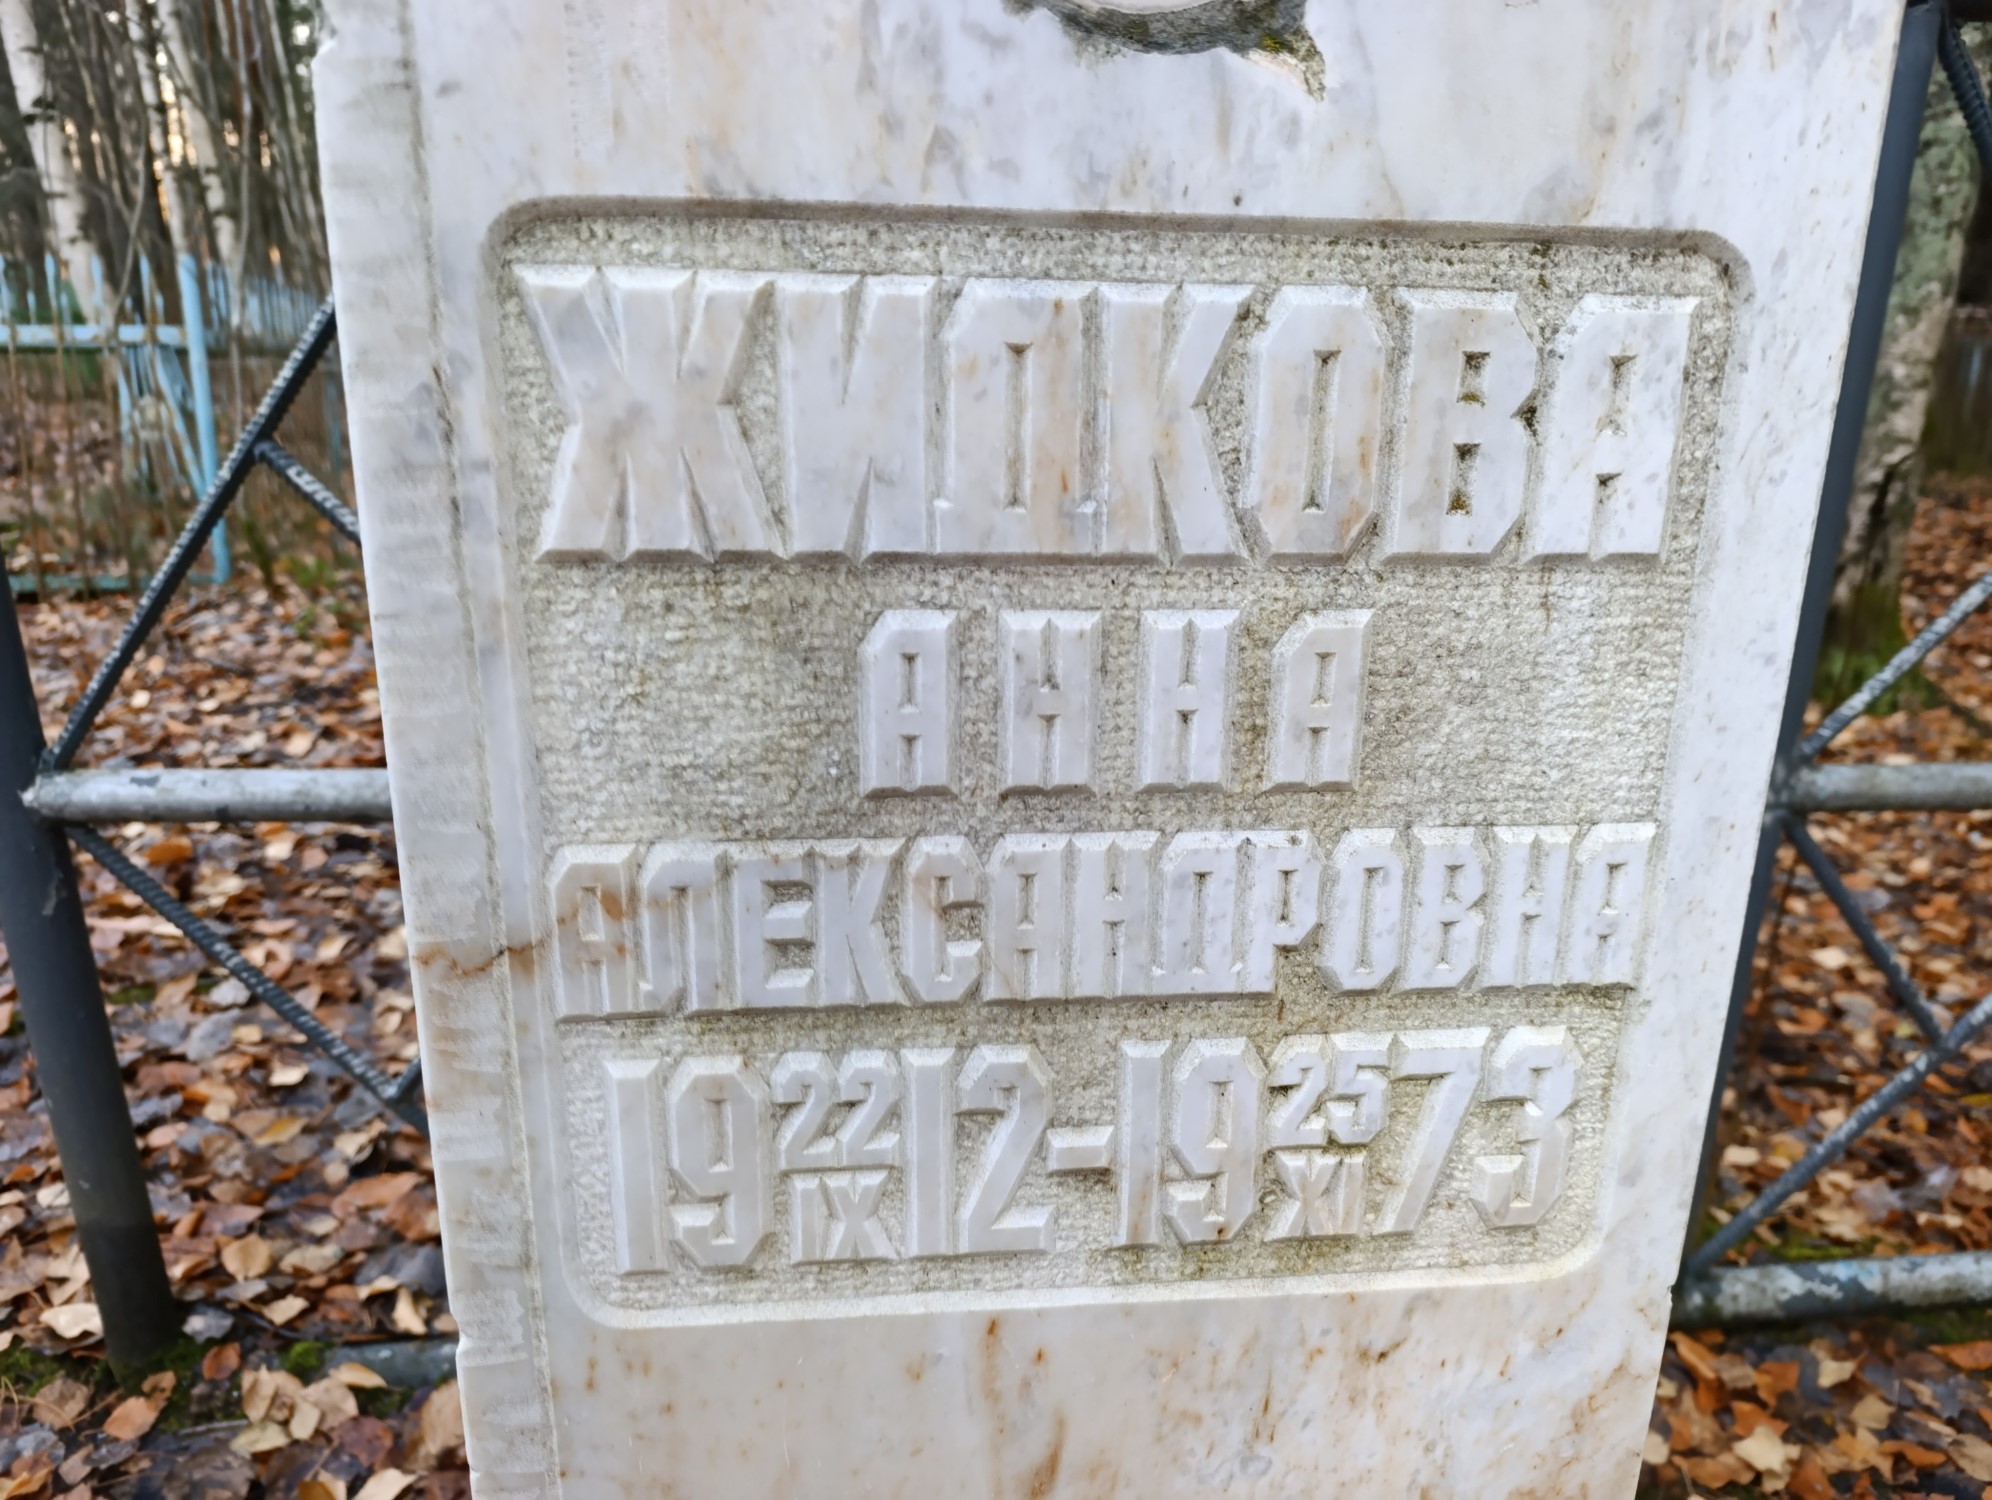 ЖИДКОВА
АННА
АЛЕКСАНДРОВНА
19 22/IX 12-19 25/XI 73